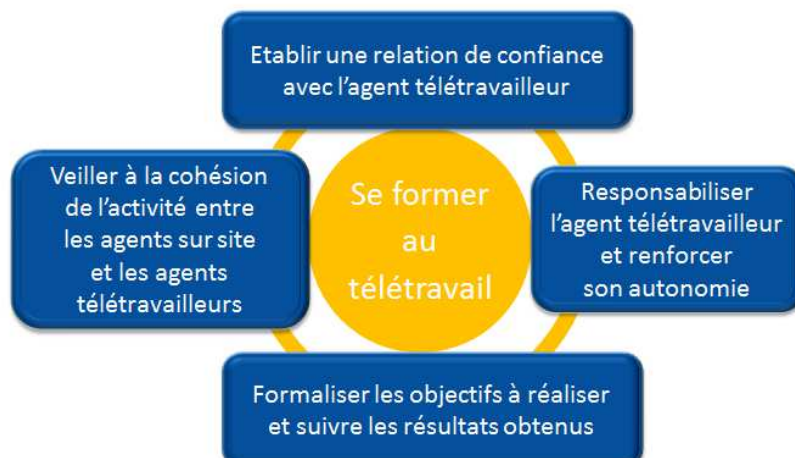 Etablir une relation de confiance
avec l'agent télétravailleur
Veiller à la cohésion
de l'activité entre
les agents sur site
et les agents
télétravailleurs
Se former
au
télétravail
Responsabiliser
l'agent télétravailleur
et renforcer
son autonomie
Formaliser les objectifs à réaliser
et suivre les résultats obtenus